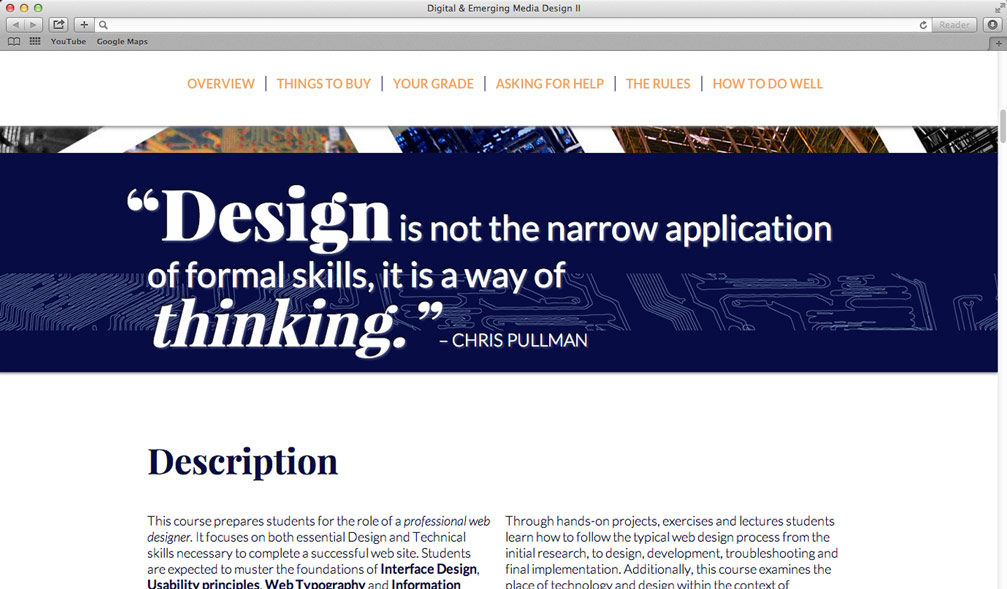 Digital & Emerging Media Design II
Reader
YouTube Google Maps
OVERVIEW | THINGS TO BUY | YOUR GRADE | ASKING FOR HELP | THE RULES | HOW TO DO WELL
“Design is not the narrow application
of formal skills, it is a way of
thinking.”
– CHRIS PULLMAN
Description
This course prepares students for the role of a professional web
designer. It focuses on both essential Design and Technical
skills necessary to complete a successful web site. Students
are expected to muster the foundations of Interface Design,
Usability principles, Web Typography and Information
Through hands-on projects, exercises and lectures students
learn how to follow the typical web design process from the
initial research, to design, development, troubleshooting and
final implementation. Additionally, this course examines the
place of technology and design within the context of